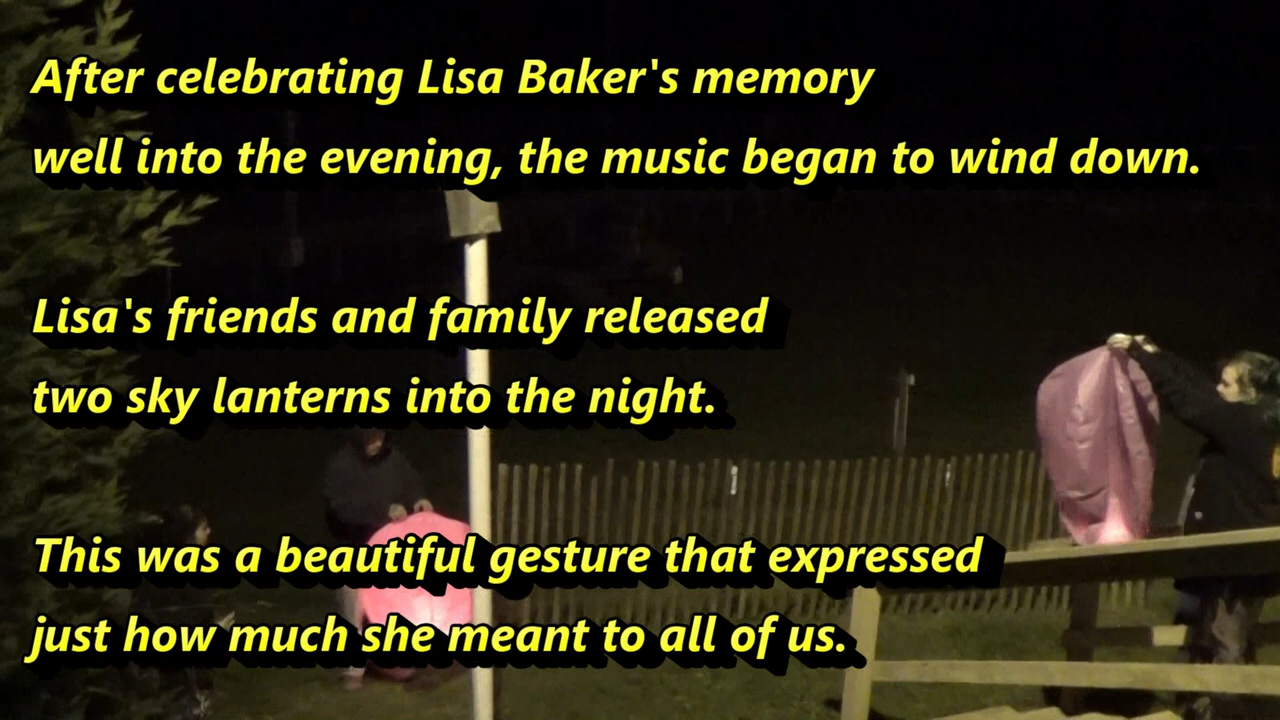 After celebrating Lisa Baker's memory
well into the evening, the music began to wind down.
Lisa's friends and family released
two sky lanterns into the night.
This was a beautiful gesture that expressed
just how much she meant to all of us.